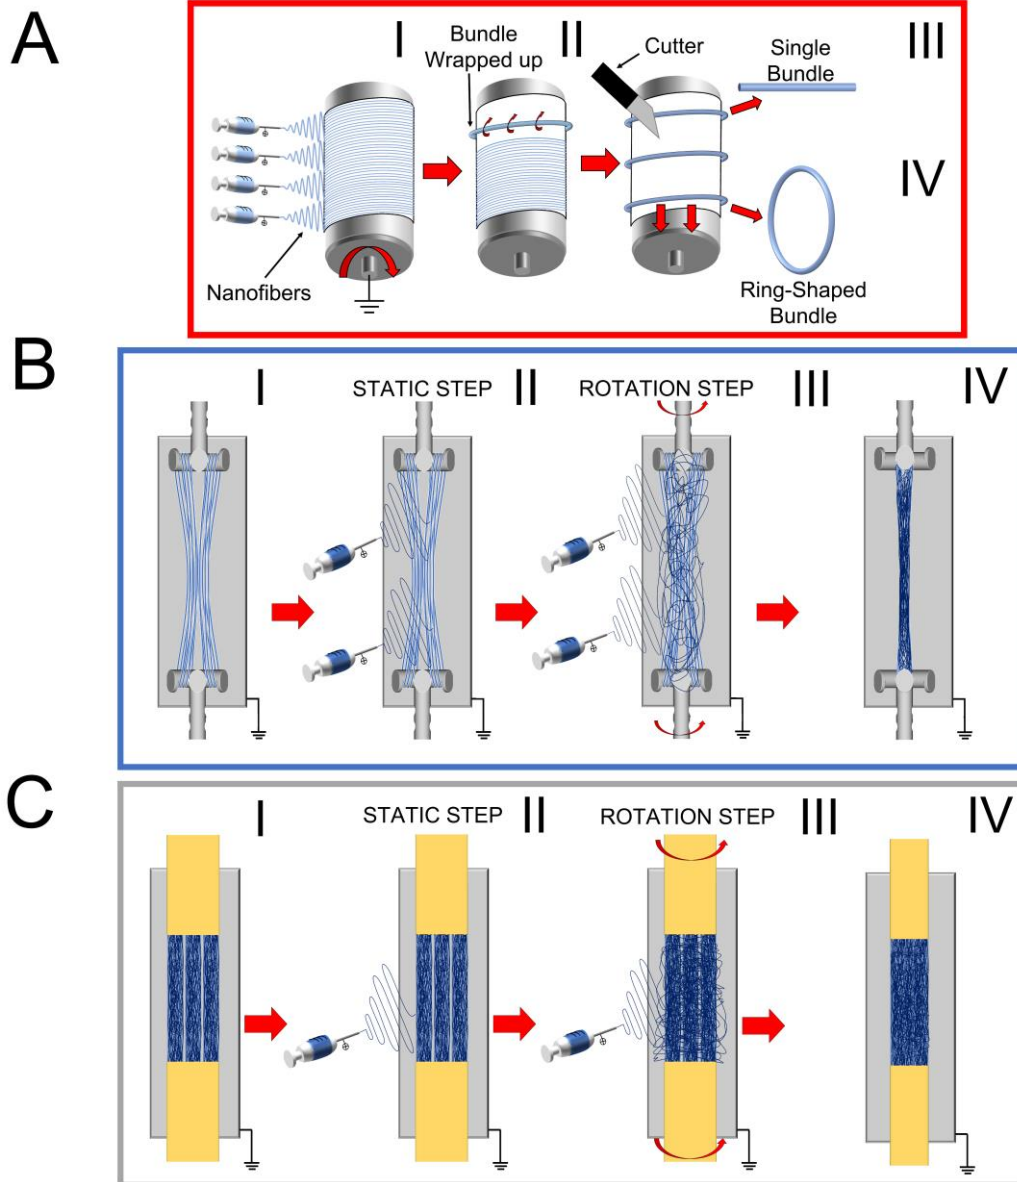 A
I
II
III
Bundle
Wrapped up
Cutter
Single
Bundle
IV
Nanofibers
Ring-Shaped
Bundle
B
I
II
III
IV
STATIC STEP
ROTATION STEP
C
I
II
III
IV
STATIC STEP
ROTATION STEP